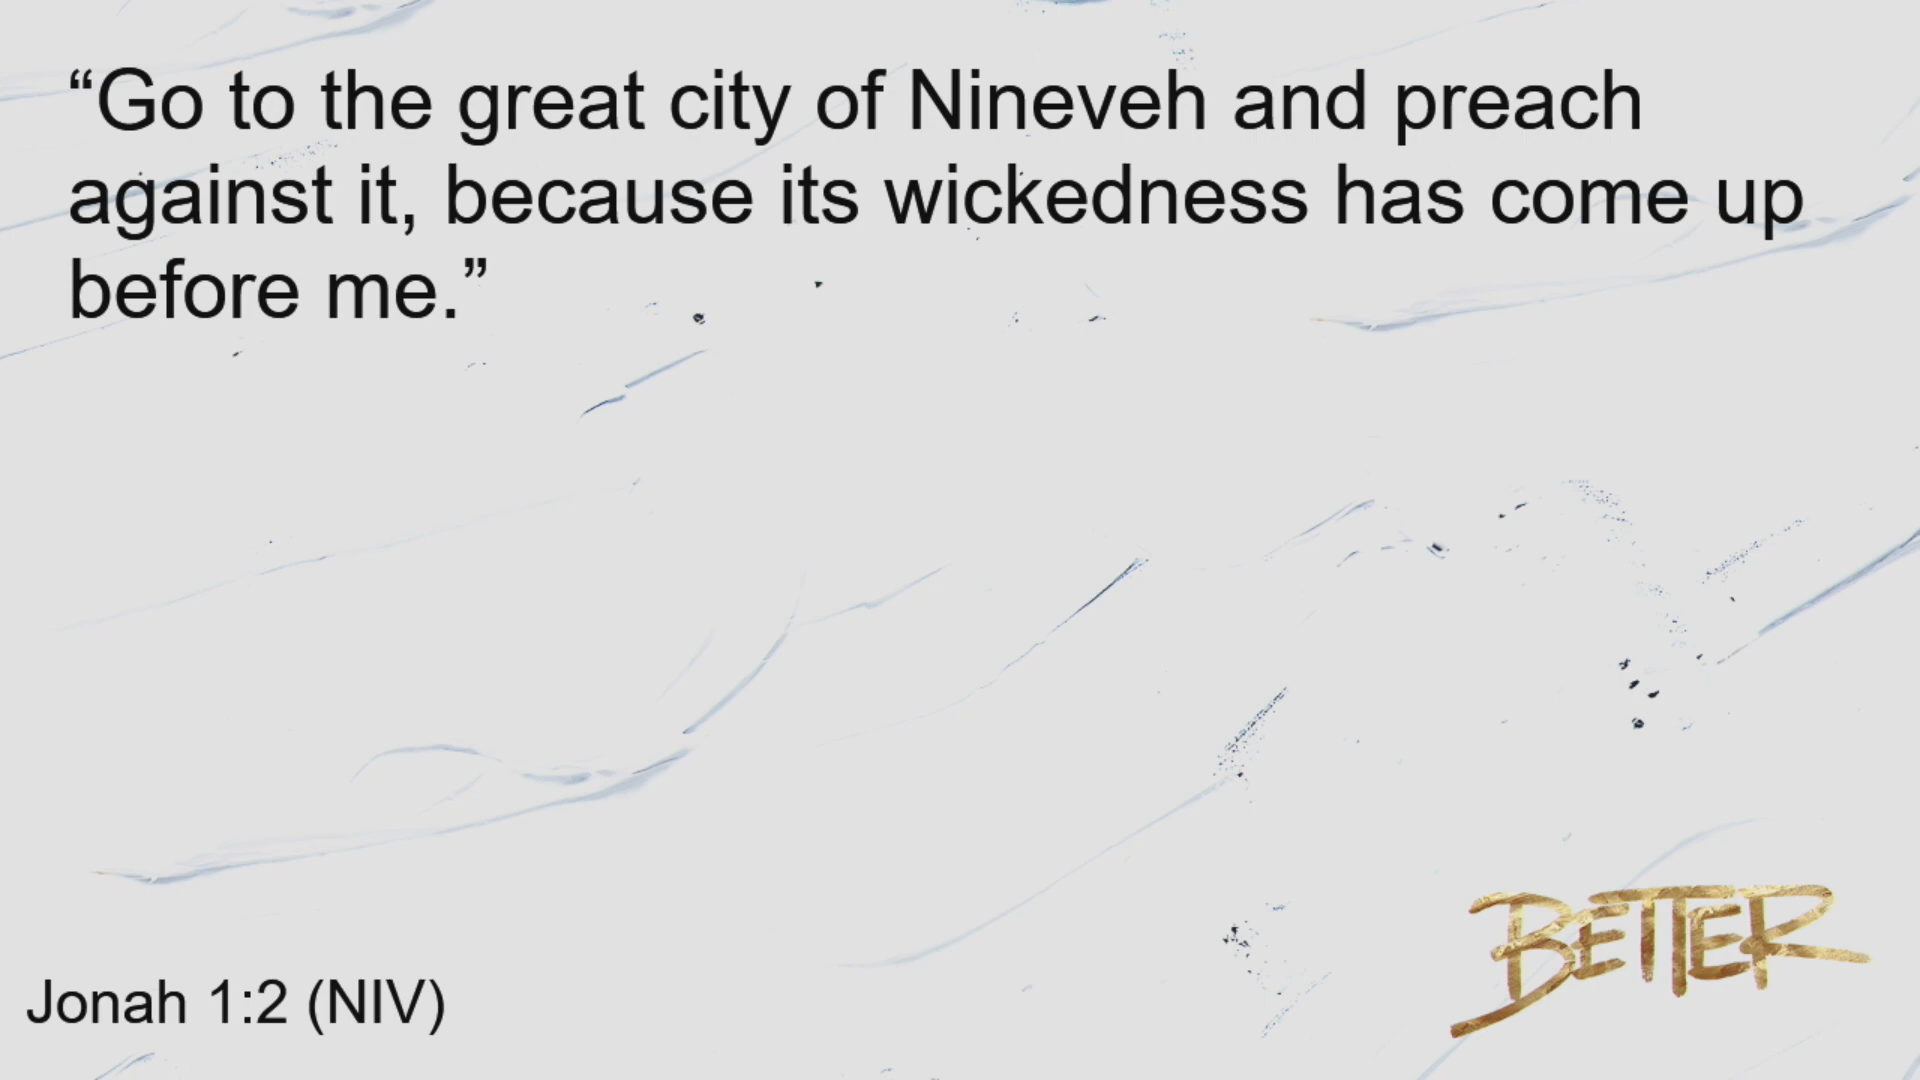 “Go to the great city of Nineveh and preach
against it, because its wickedness has come up
before me.”
Jonah 1:2 (NIV)
BETTER